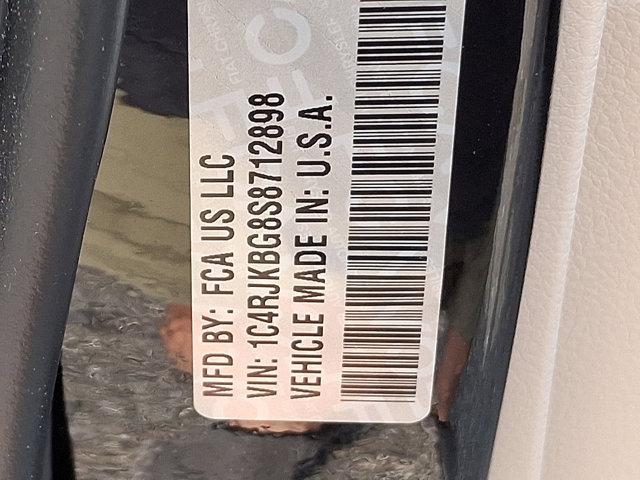 MFD BY: FCA US LLC
VIN: 1C4RJKBG8S8712898
VEHICLE MADE IN: U.S.A.